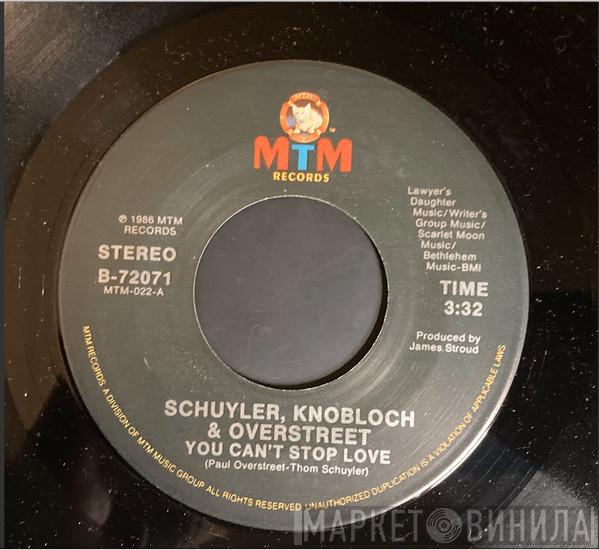 MTM
TM
RECORDS
℗ 1986 MTM
RECORDS
STEREO
B-72071
MTM-022-A
Lawyer's
Daughter
Music/Writer's
Group Music/
Scarlet Moon
Music/
Bethlehem
Music-BMI
TIME
3:32
Produced by
James Stroud
SCHUYLER, KNOBLOCH
& OVERSTREET
YOU CAN'T STOP LOVE
(Paul Overstreet-Thom Schuyler)
MTM RECORDS A DIVISION OF MTM MUSIC GROUP ALL RIGHTS RESERVED UNAUTHORIZED DUPLICATION IS A VIOLATION OF APPLICABLE LAWS
МАРКЕТ ВИНИЛА